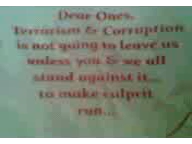 Dear Ones,
Terrorism & Corruption
is not going to leave us
unless you & we all
stand against it...
to make culprit
run...